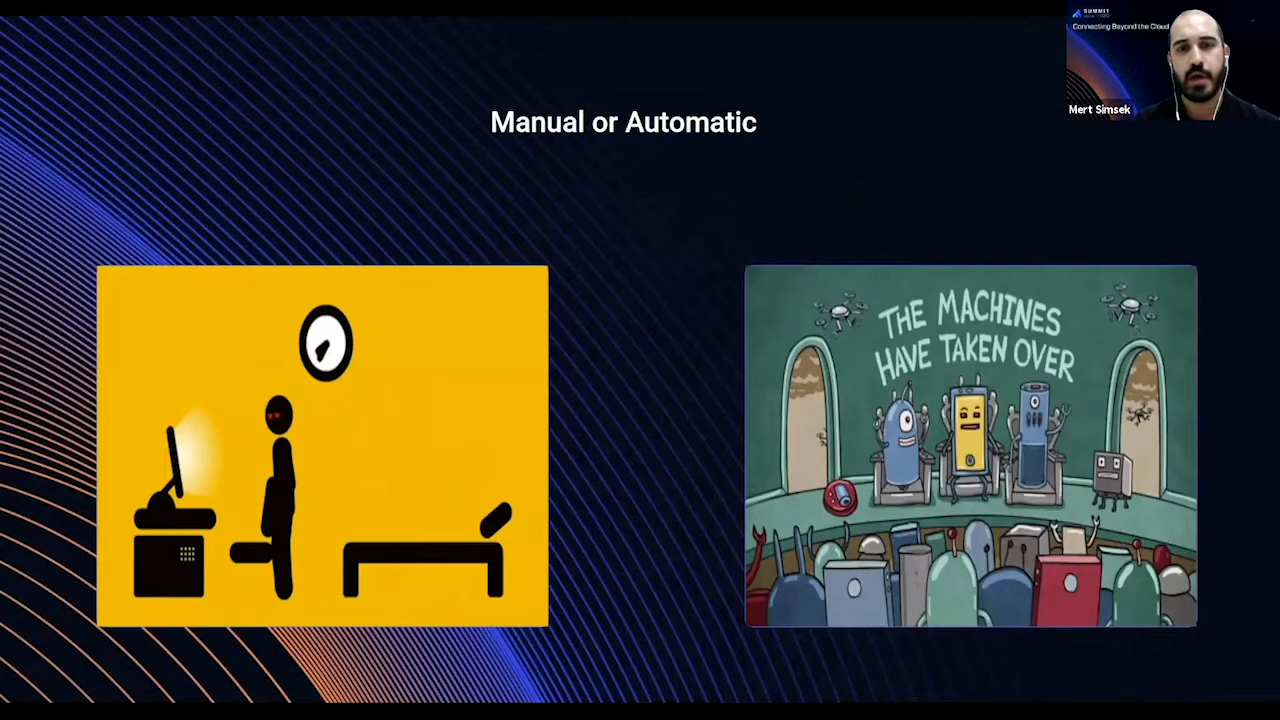 SUMMIT
Connecting Beyond the Cloud
Mert Simsek
Manual or Automatic
THE MACHINES
HAVE TAKEN OVER